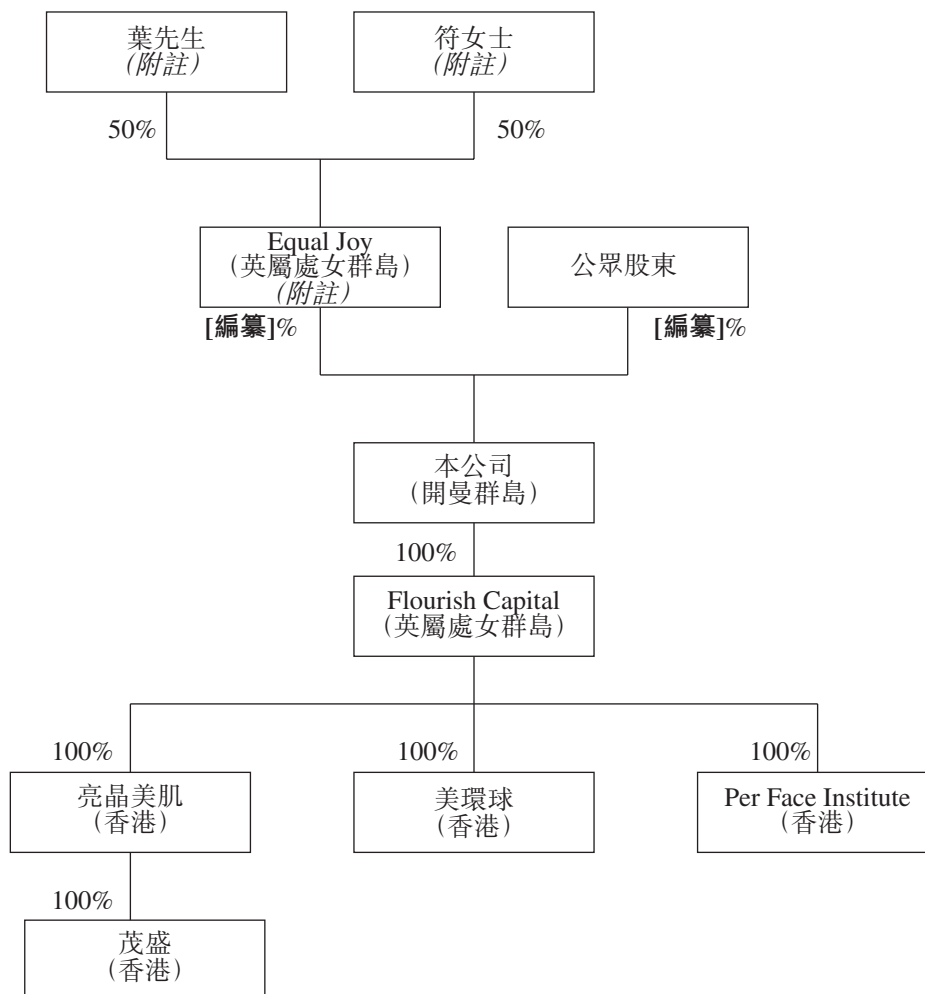 葉先生
(附註)
符女士
(附註)
50%
50%
Equal Joy
(英屬處女群島)
(附註)
公眾股東
[編纂]%
[編纂]%
本公司
(開曼群島)
100%
Flourish Capital
(英屬處女群島)
100%
100%
100%
亮晶美肌
(香港)
美環球
(香港)
Per Face Institute
(香港)
100%
茂盛
(香港)